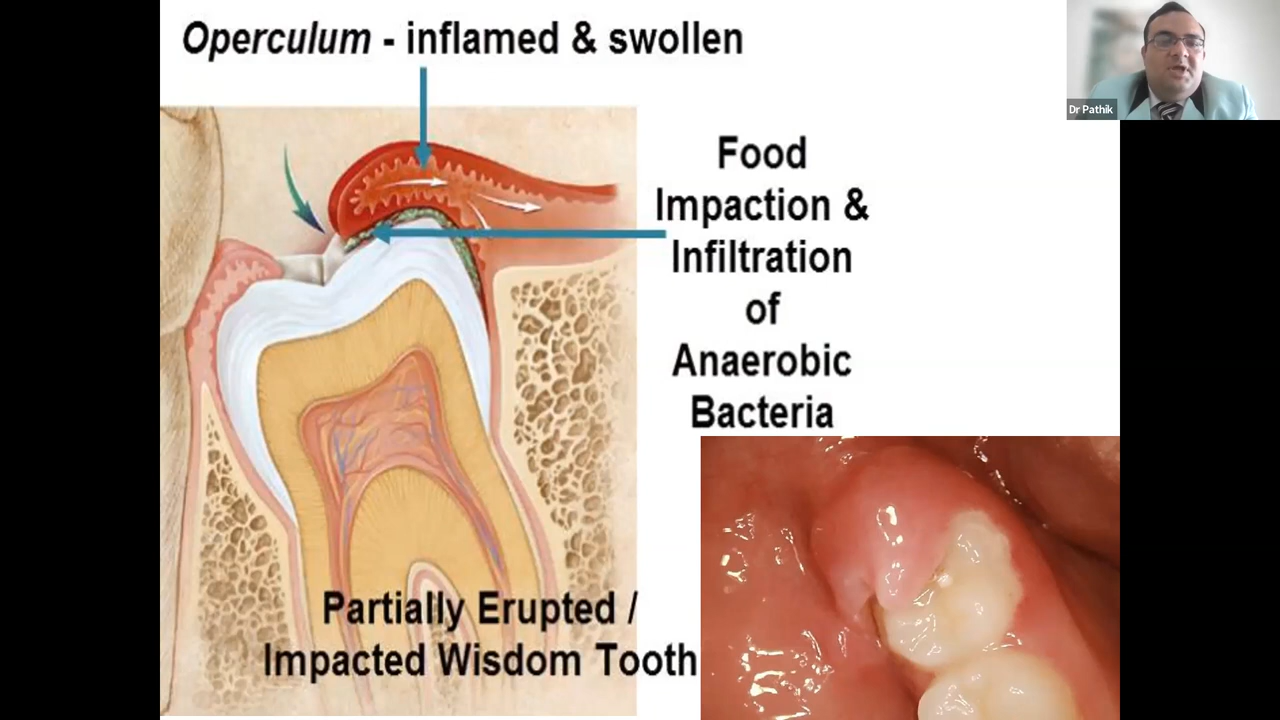 Operculum - inflamed & swollen
Dr Pathik
Food
Impaction &
Infiltration
of
Anaerobic
Bacteria
Partially Erupted /
Impacted Wisdom Tooth